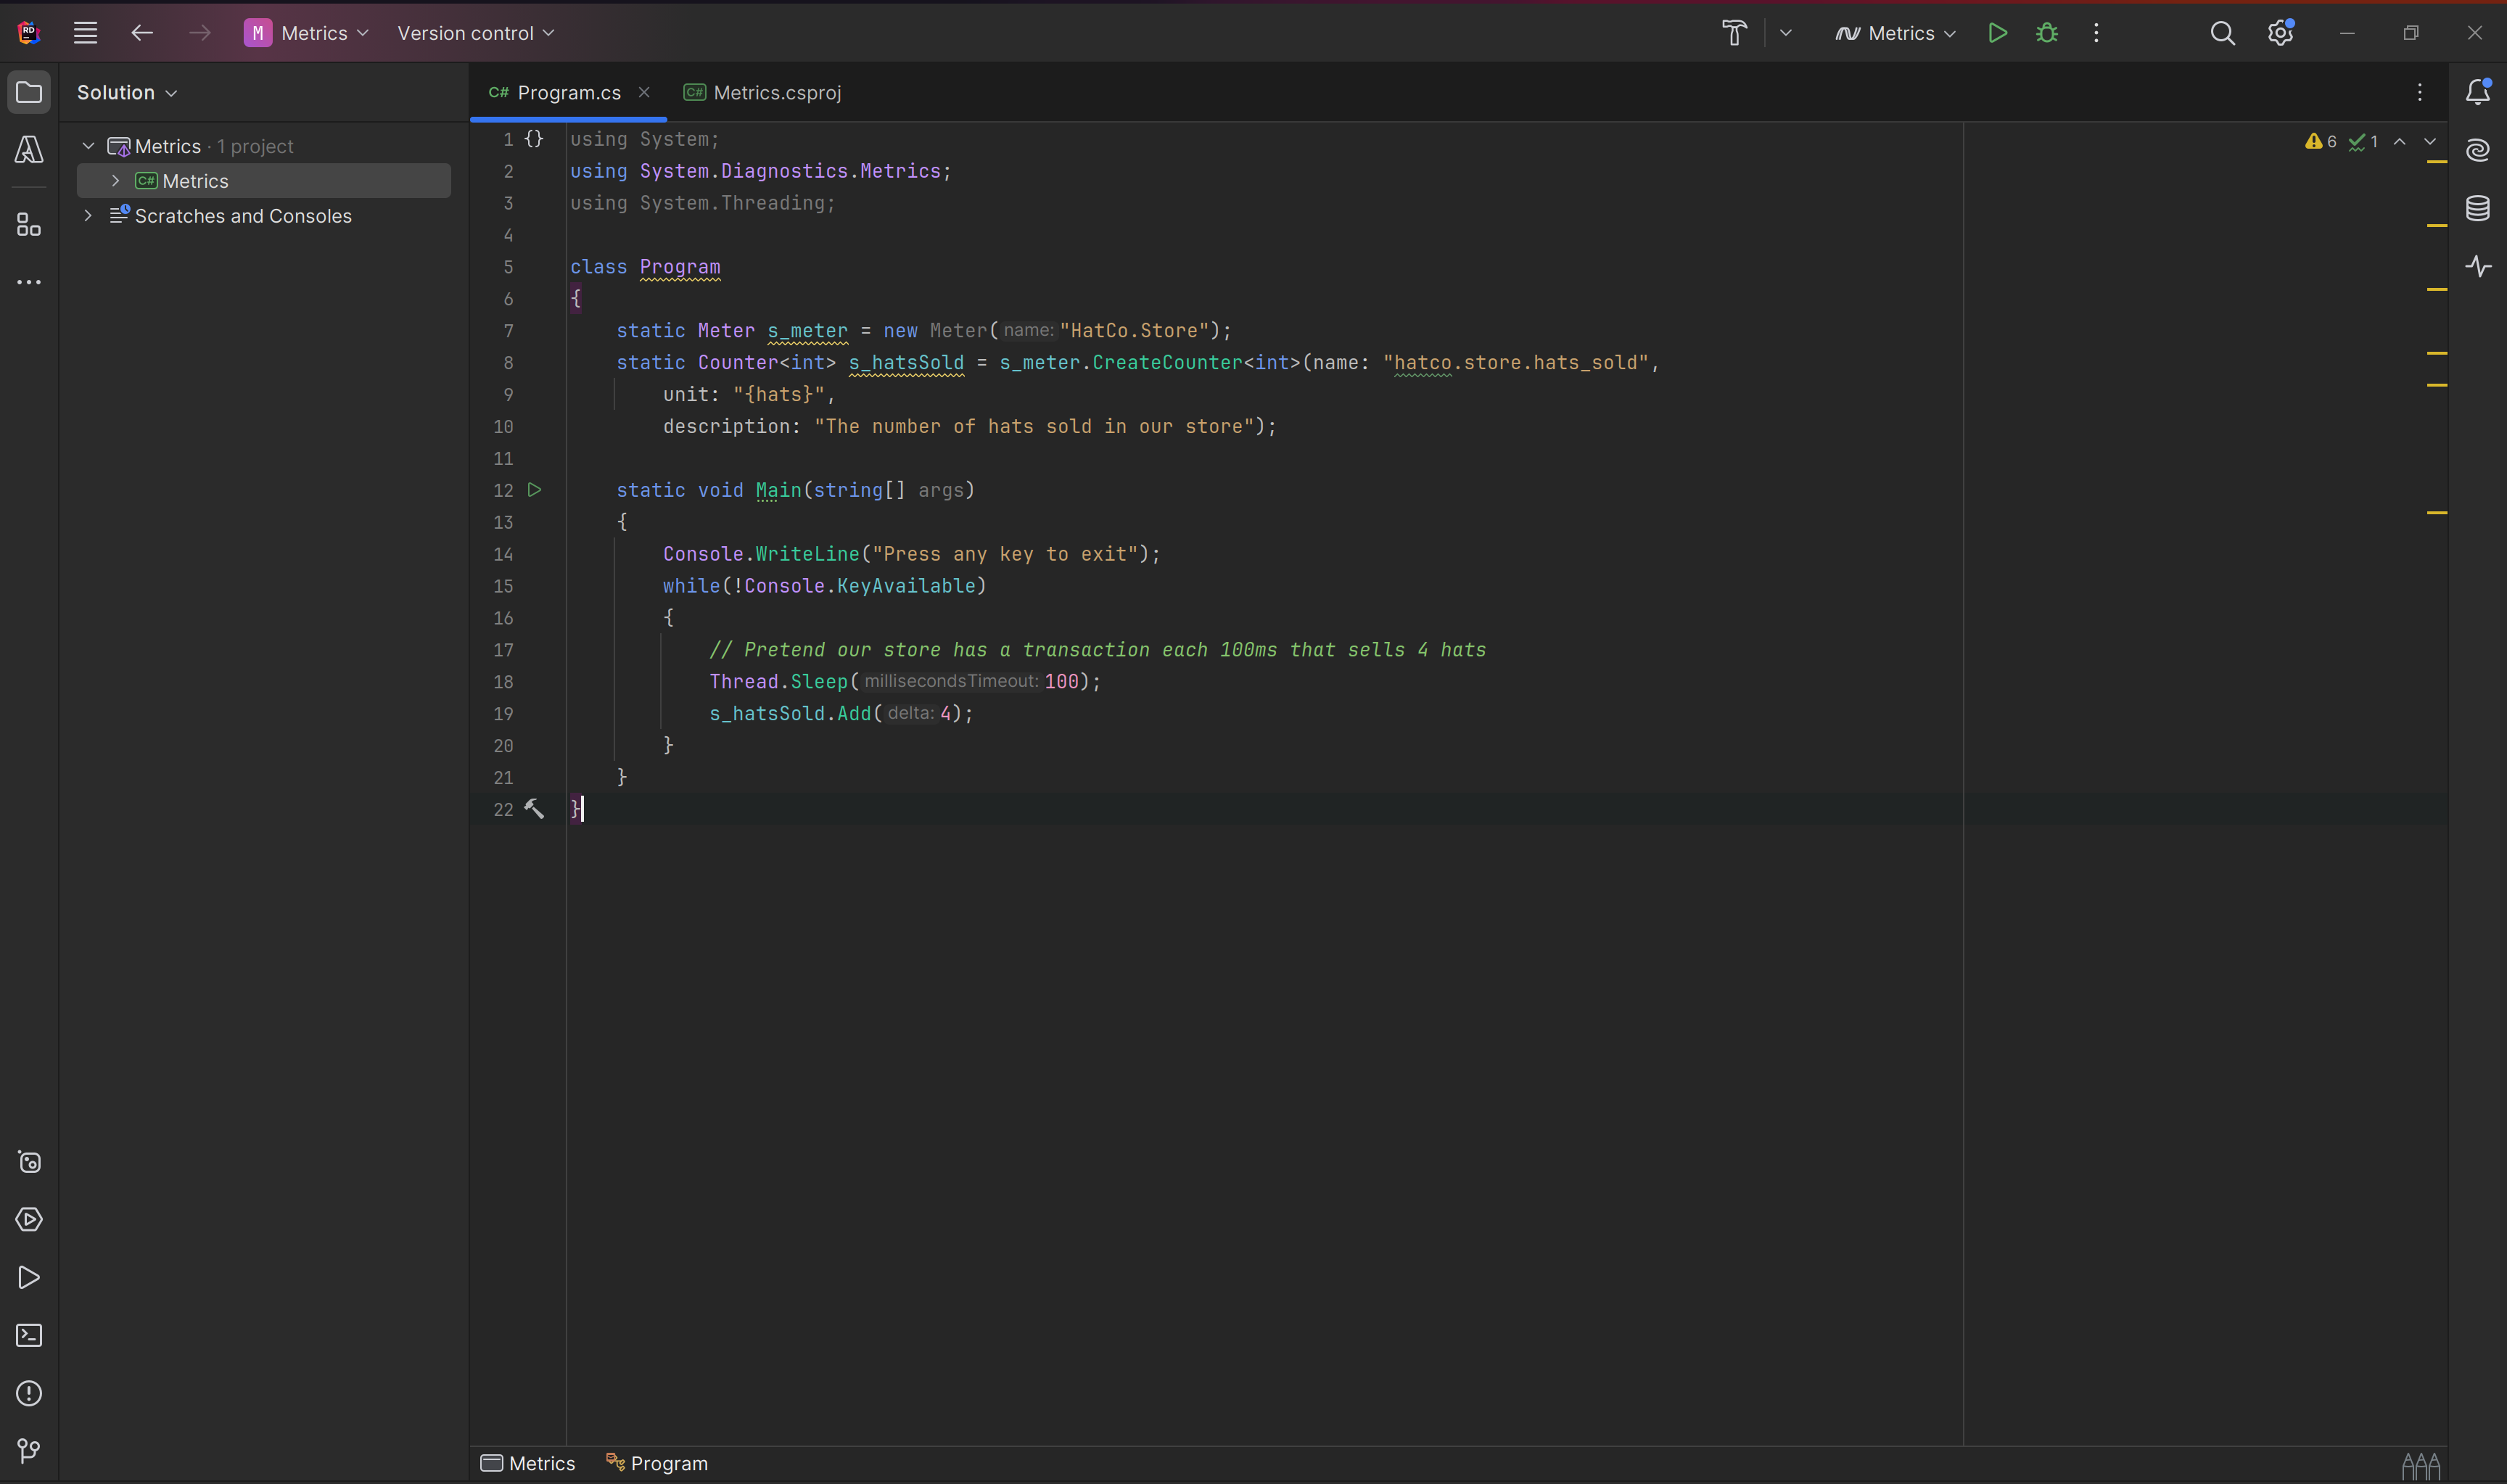 RD
M Metrics Version control Metrics
Solution
C# Program.cs C# Metrics.csproj
Metrics · 1 project
C# Metrics
Scratches and Consoles
6 1
1 {} using System;
2 using System.Diagnostics.Metrics;
3 using System.Threading;
4
5 class Program
6 {
7 static Meter s_meter = new Meter( name: "HatCo.Store");
8 static Counter<int> s_hatsSold = s_meter.CreateCounter<int>(name: "hatco.store.hats_sold",
9 unit: "{hats}",
10 description: "The number of hats sold in our store");
11
12 static void Main(string[] args)
13 {
14 Console.WriteLine("Press any key to exit");
15 while(!Console.KeyAvailable)
16 {
17 // Pretend our store has a transaction each 100ms that sells 4 hats
18 Thread.Sleep( millisecondsTimeout: 100);
19 s_hatsSold.Add( delta: 4);
20 }
21 }
22 }
Metrics Program